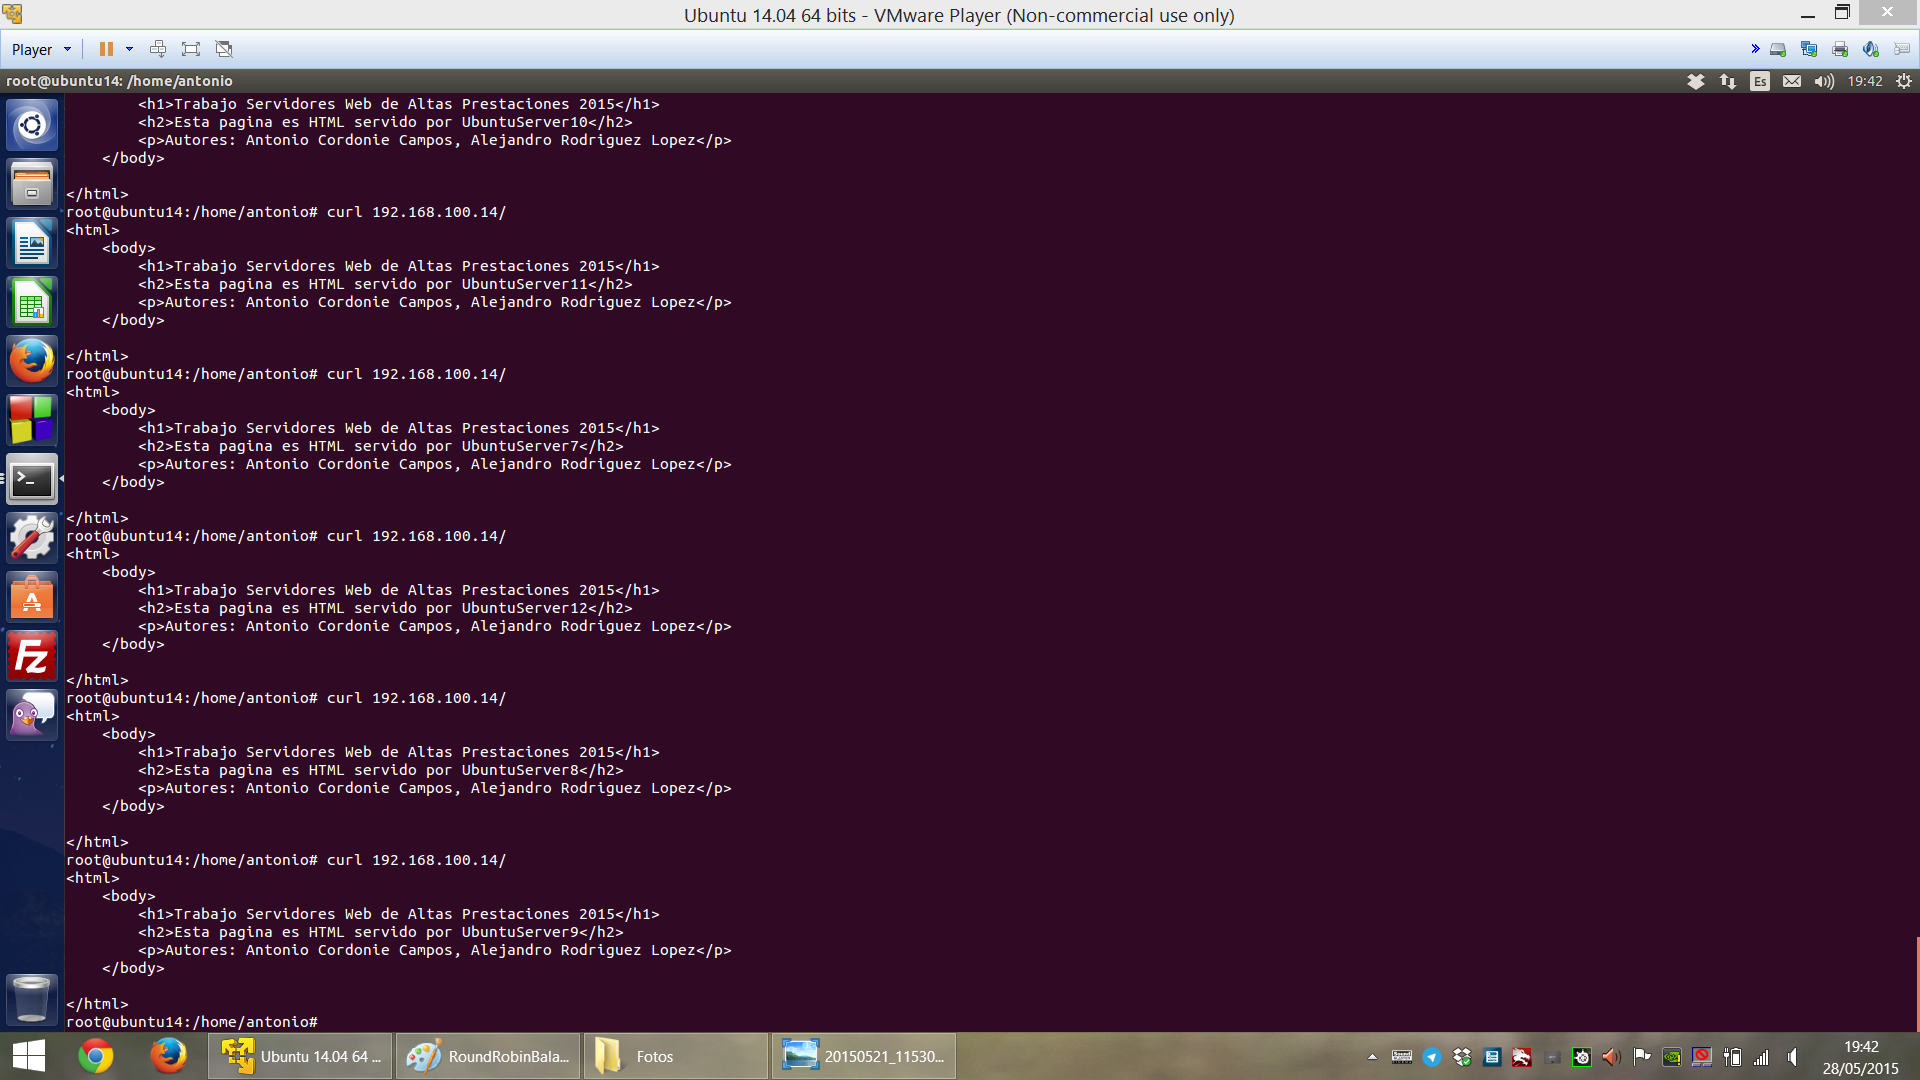 Ubuntu 14.04 64 bits - VMware Player (Non-commercial use only)
Player
root@ubuntu14: /home/antonio
Es
19:42
        <h1>Trabajo Servidores Web de Altas Prestaciones 2015</h1>
        <h2>Esta pagina es HTML servido por UbuntuServer10</h2>
        <p>Autores: Antonio Cordonie Campos, Alejandro Rodriguez Lopez</p>
    </body>
</html>
root@ubuntu14:/home/antonio# curl 192.168.100.14/
<html>
    <body>
        <h1>Trabajo Servidores Web de Altas Prestaciones 2015</h1>
        <h2>Esta pagina es HTML servido por UbuntuServer11</h2>
        <p>Autores: Antonio Cordonie Campos, Alejandro Rodriguez Lopez</p>
    </body>
</html>
root@ubuntu14:/home/antonio# curl 192.168.100.14/
<html>
    <body>
        <h1>Trabajo Servidores Web de Altas Prestaciones 2015</h1>
        <h2>Esta pagina es HTML servido por UbuntuServer7</h2>
        <p>Autores: Antonio Cordonie Campos, Alejandro Rodriguez Lopez</p>
    </body>
</html>
root@ubuntu14:/home/antonio# curl 192.168.100.14/
<html>
    <body>
        <h1>Trabajo Servidores Web de Altas Prestaciones 2015</h1>
        <h2>Esta pagina es HTML servido por UbuntuServer12</h2>
        <p>Autores: Antonio Cordonie Campos, Alejandro Rodriguez Lopez</p>
    </body>
</html>
root@ubuntu14:/home/antonio# curl 192.168.100.14/
<html>
    <body>
        <h1>Trabajo Servidores Web de Altas Prestaciones 2015</h1>
        <h2>Esta pagina es HTML servido por UbuntuServer8</h2>
        <p>Autores: Antonio Cordonie Campos, Alejandro Rodriguez Lopez</p>
    </body>
</html>
root@ubuntu14:/home/antonio# curl 192.168.100.14/
<html>
    <body>
        <h1>Trabajo Servidores Web de Altas Prestaciones 2015</h1>
        <h2>Esta pagina es HTML servido por UbuntuServer9</h2>
        <p>Autores: Antonio Cordonie Campos, Alejandro Rodriguez Lopez</p>
    </body>
</html>
root@ubuntu14:/home/antonio#
Ubuntu 14.04 64 ...
RoundRobinBala...
Fotos
20150521_11530...
19:42
28/05/2015